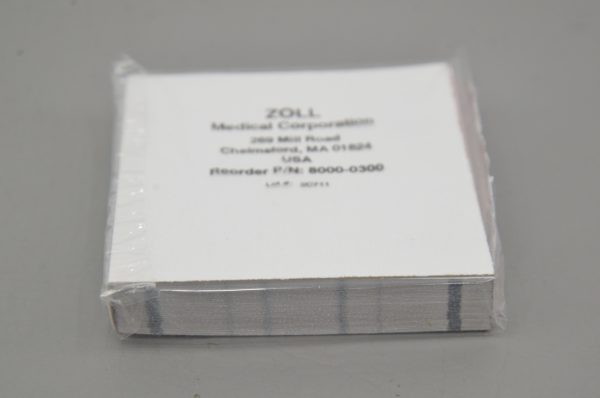 ZOLL
Medical Corporation
269 Mill Road
Chelmsford, MA 01824
USA
Reorder P/N: 8000-0300